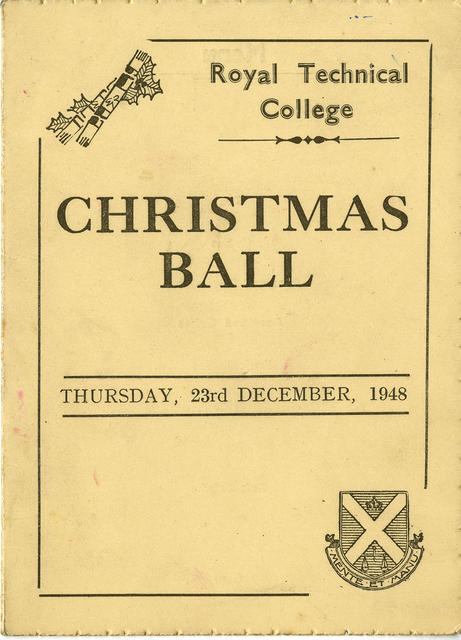 Royal Technical
College
CHRISTMAS
BALL
THURSDAY, 23rd DECEMBER, 1948
MENTE·ET·MANU